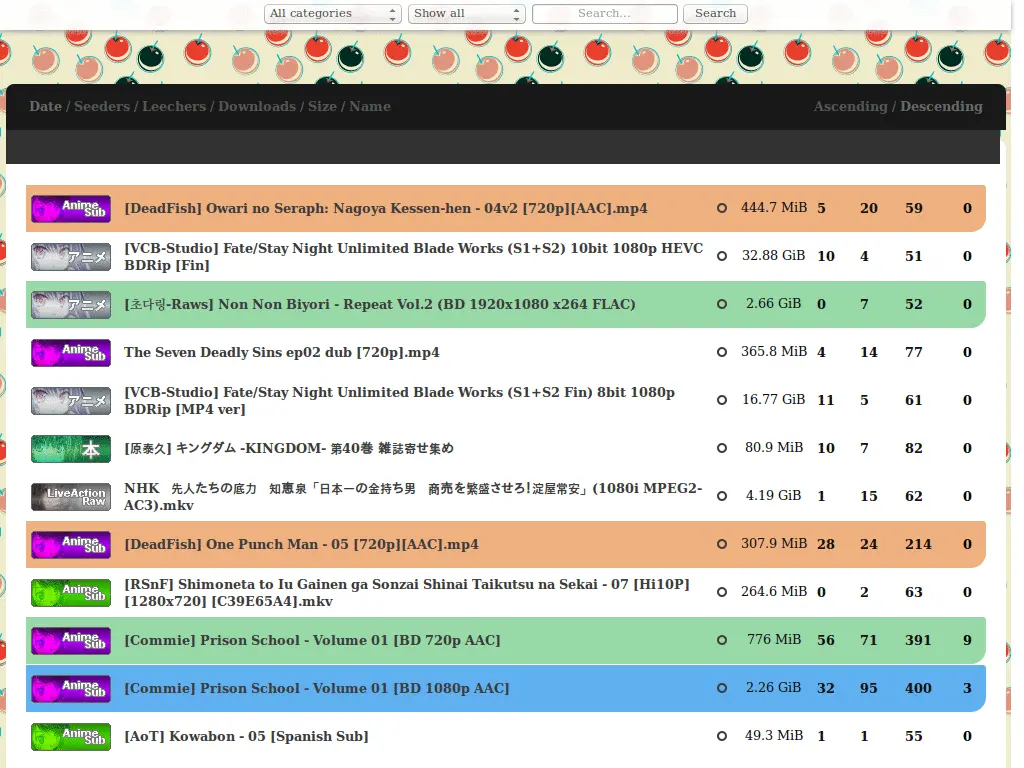 All categories Show all Search... Search
Date / Seeders / Leechers / Downloads / Size / Name Ascending / Descending
Anime Sub [DeadFish] Owari no Seraph: Nagoya Kessen-hen - 04v2 [720p][AAC].mp4 444.7 MiB 5 20 59 0
アニメ [VCB-Studio] Fate/Stay Night Unlimited Blade Works (S1+S2) 10bit 1080p HEVC
BDRip [Fin] 32.88 GiB 10 4 51 0
アニメ [초다링-Raws] Non Non Biyori - Repeat Vol.2 (BD 1920x1080 x264 FLAC) 2.66 GiB 0 7 52 0
Anime Sub The Seven Deadly Sins ep02 dub [720p].mp4 365.8 MiB 4 14 77 0
アニメ [VCB-Studio] Fate/Stay Night Unlimited Blade Works (S1+S2 Fin) 8bit 1080p
BDRip [MP4 ver] 16.77 GiB 11 5 61 0
本 [原泰久] キングダム -KINGDOM- 第40巻 雑誌寄せ集め 80.9 MiB 10 7 82 0
LiveAction Raw NHK　先人たちの底力　知恵泉「日本一の金持ち男　商売を繁盛させろ!淀屋常安」(1080i MPEG2-
AC3).mkv 4.19 GiB 1 15 62 0
Anime Sub [DeadFish] One Punch Man - 05 [720p][AAC].mp4 307.9 MiB 28 24 214 0
Anime Sub [RSnF] Shimoneta to Iu Gainen ga Sonzai Shinai Taikutsu na Sekai - 07 [Hi10P]
[1280x720] [C39E65A4].mkv 264.6 MiB 0 2 63 0
Anime Sub [Commie] Prison School - Volume 01 [BD 720p AAC] 776 MiB 56 71 391 9
Anime Sub [Commie] Prison School - Volume 01 [BD 1080p AAC] 2.26 GiB 32 95 400 3
Anime Sub [AoT] Kowabon - 05 [Spanish Sub] 49.3 MiB 1 1 55 0